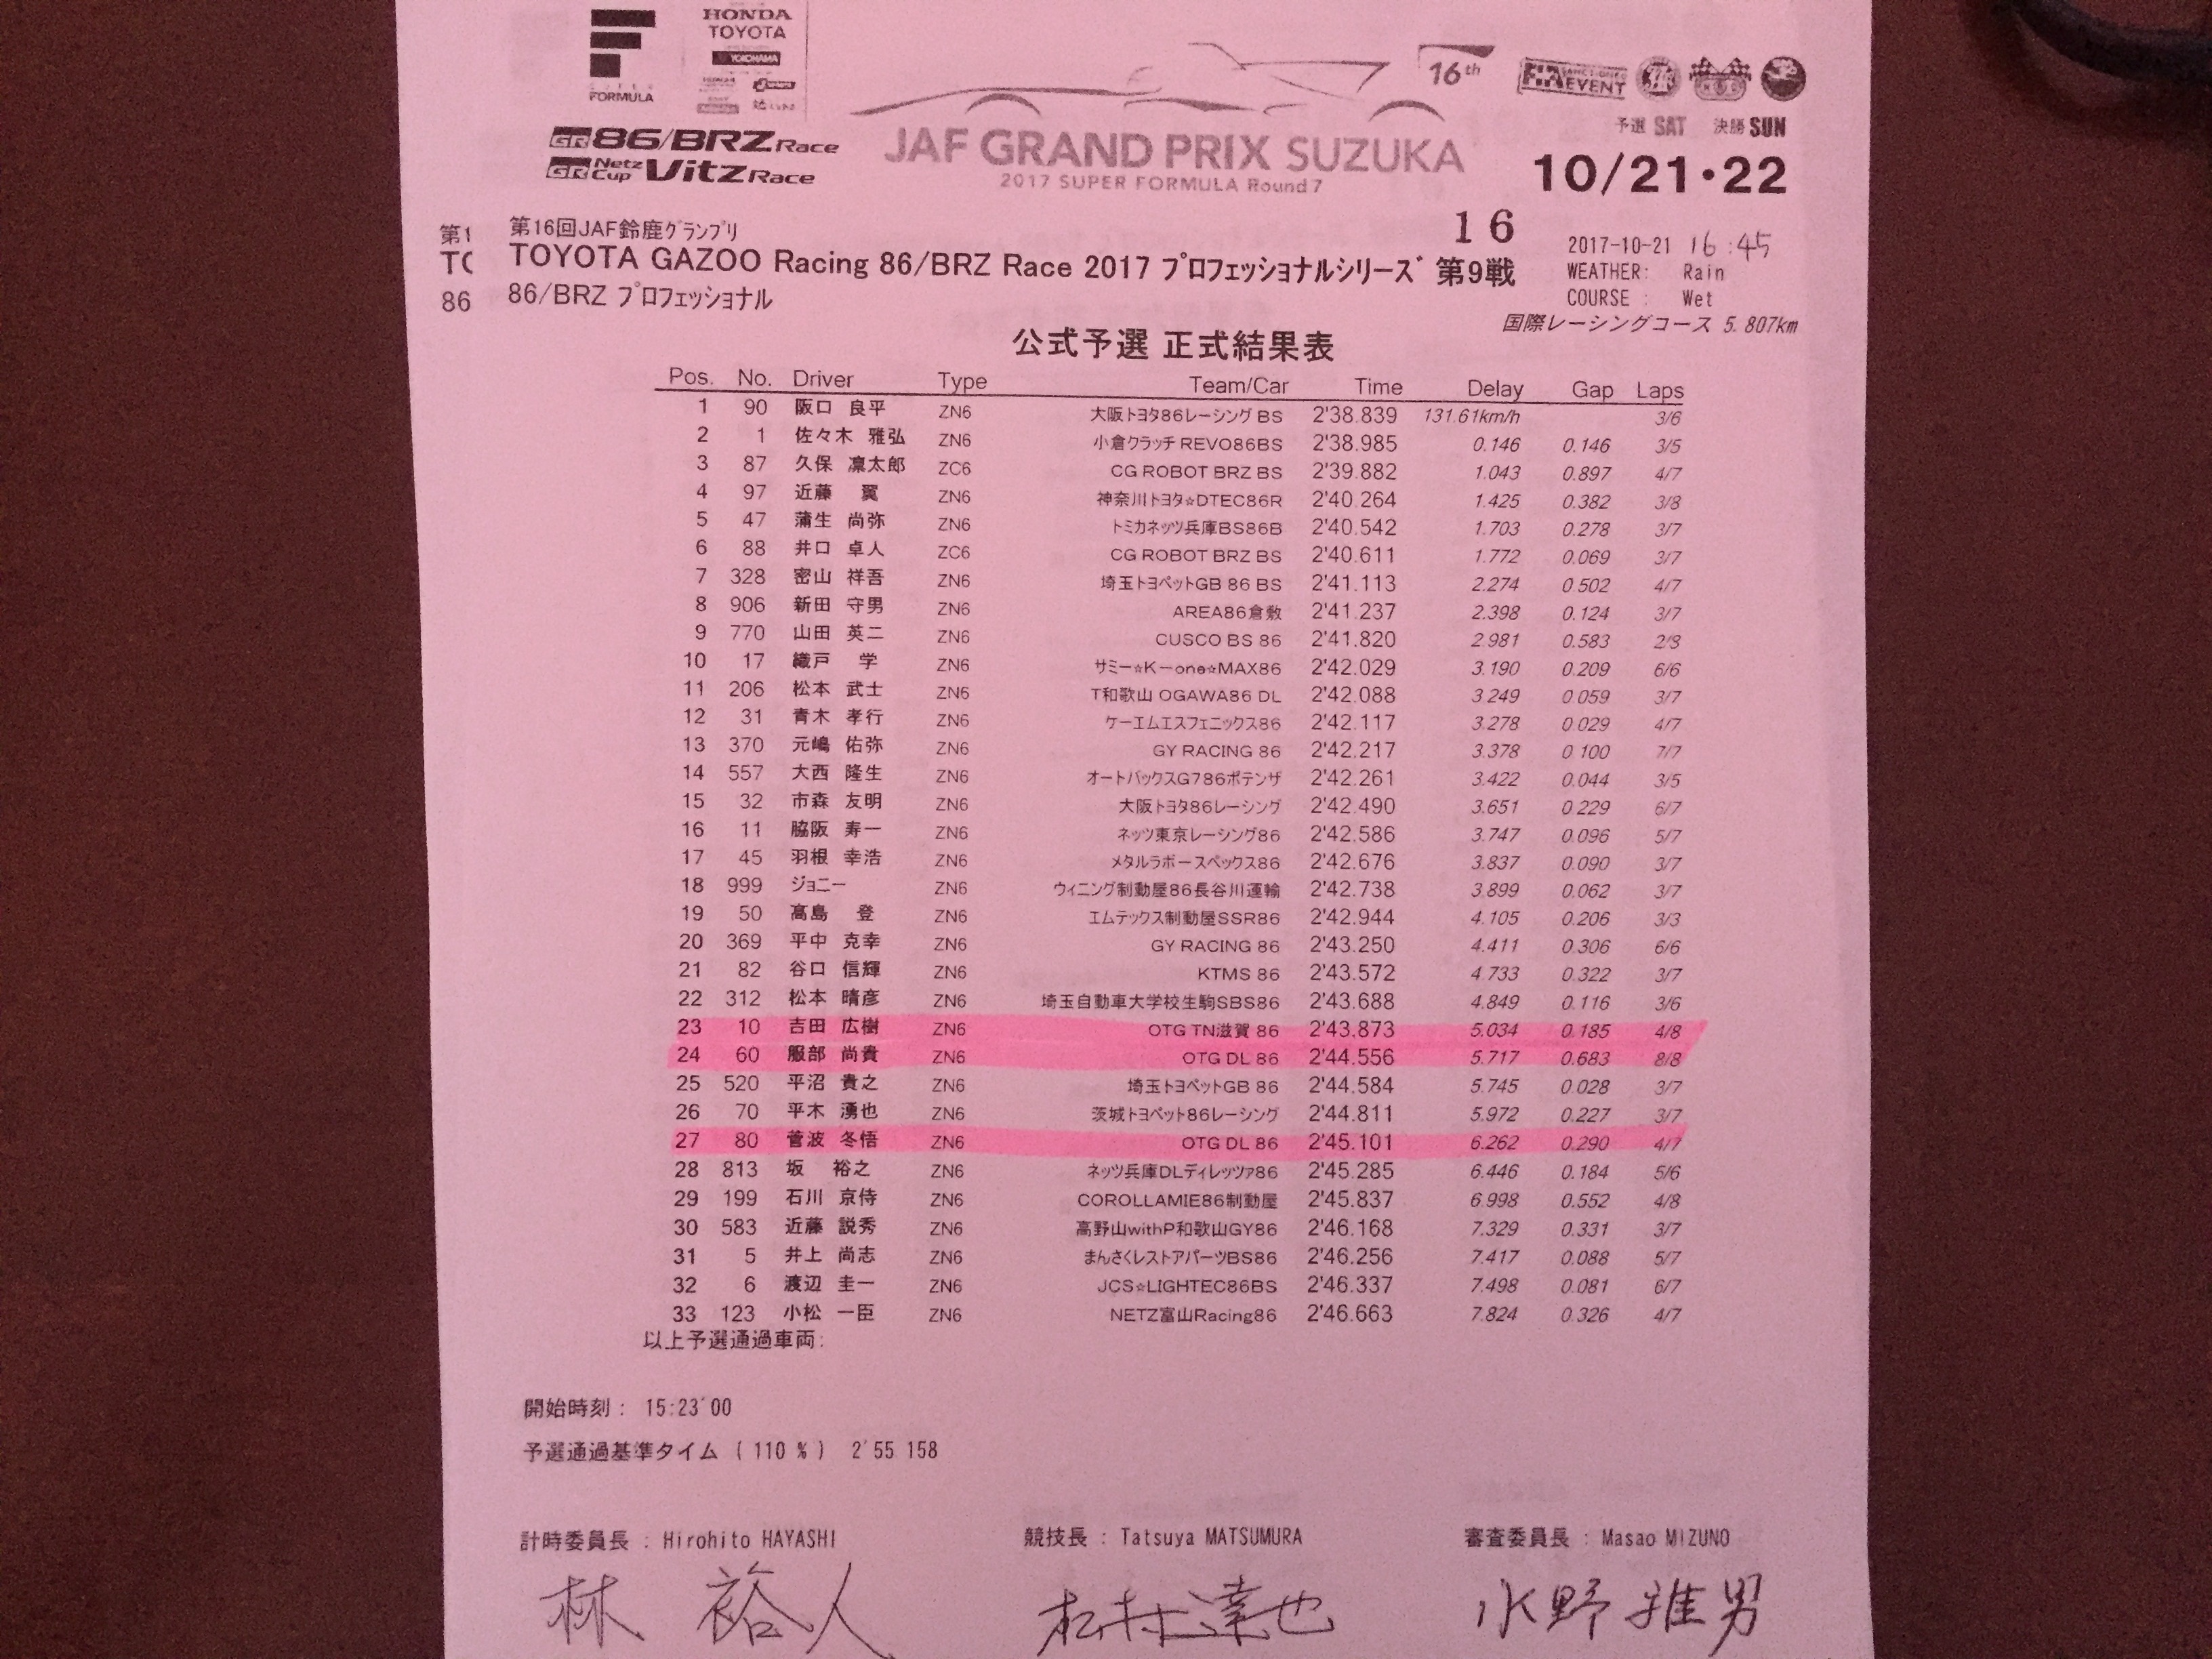 FORMULA
HONDA
TOYOTA
YOKOHAMA
16th
FIA SANCTIONED EVENT
GR 86/BRZ Race
GR Netz Cup Vitz Race
JAF GRAND PRIX SUZUKA
2017 SUPER FORMULA Round 7
予選 SAT 決勝 SUN
10/21・22
第1 第16回JAF鈴鹿グランプリ 16
TOYOTA GAZOO Racing 86/BRZ Race 2017 プロフェッショナルシリーズ 第9戦
86 86/BRZ プロフェッショナル
2017-10-21 16:45
WEATHER: Rain
COURSE : Wet
国際レーシングコース 5.807km
公式予選 正式結果表
Pos. No. Driver Type Team/Car Time Delay Gap Laps
1 90 阪口 良平 ZN6 大阪トヨタ86レーシング BS 2'38.839 131.61km/h 3/6
2 1 佐々木 雅弘 ZN6 小倉クラッチ REVO86BS 2'38.985 0.146 0.146 3/5
3 87 久保 凛太郎 ZC6 CG ROBOT BRZ BS 2'39.882 1.043 0.897 4/7
4 97 近藤 翼 ZN6 神奈川トヨタ☆DTEC86R 2'40.264 1.425 0.382 3/8
5 47 蒲生 尚弥 ZN6 トミカネッツ兵庫BS86B 2'40.542 1.703 0.278 3/7
6 88 井口 卓人 ZC6 CG ROBOT BRZ BS 2'40.611 1.772 0.069 3/7
7 328 密山 祥吾 ZN6 埼玉トヨペットGB 86 BS 2'41.113 2.274 0.502 4/7
8 906 新田 守男 ZN6 AREA86倉敷 2'41.237 2.398 0.124 3/7
9 770 山田 英二 ZN6 CUSCO BS 86 2'41.820 2.981 0.583 2/8
10 17 織戸 学 ZN6 サミー☆K-one☆MAX86 2'42.029 3.190 0.209 6/6
11 206 松本 武士 ZN6 T和歌山 OGAWA86 DL 2'42.088 3.249 0.059 3/7
12 31 青木 孝行 ZN6 ケーエムエスフェニックス86 2'42.117 3.278 0.029 4/7
13 370 元嶋 佑弥 ZN6 GY RACING 86 2'42.217 3.378 0.100 7/7
14 557 大西 隆生 ZN6 オートバックスG786ポテンザ 2'42.261 3.422 0.044 3/5
15 32 市森 友明 ZN6 大阪トヨタ86レーシング 2'42.490 3.651 0.229 6/7
16 11 脇阪 寿一 ZN6 ネッツ東京レーシング86 2'42.586 3.747 0.096 5/7
17 45 羽根 幸浩 ZN6 メタルラボースペックス86 2'42.676 3.837 0.090 3/7
18 999 ジョニー ZN6 ウィニング制動屋86長谷川運輸 2'42.738 3.899 0.062 3/7
19 50 高島 登 ZN6 エムテックス制動屋SSR86 2'42.944 4.105 0.206 3/3
20 369 平中 克幸 ZN6 GY RACING 86 2'43.250 4.411 0.306 6/6
21 82 谷口 信輝 ZN6 KTMS 86 2'43.572 4.733 0.322 3/7
22 312 松本 晴彦 ZN6 埼玉自動車大学校生駒SBS86 2'43.688 4.849 0.116 3/6
23 10 吉田 広樹 ZN6 OTG TN滋賀 86 2'43.873 5.034 0.185 4/8
24 60 服部 尚貴 ZN6 OTG DL 86 2'44.556 5.717 0.683 8/8
25 520 平沼 貴之 ZN6 埼玉トヨペットGB 86 2'44.584 5.745 0.028 3/7
26 70 平木 湧也 ZN6 茨城トヨペット86レーシング 2'44.811 5.972 0.227 3/7
27 80 菅波 冬悟 ZN6 OTG DL 86 2'45.101 6.262 0.290 4/7
28 813 坂 裕之 ZN6 ネッツ兵庫DLディレッツァ86 2'45.285 6.446 0.184 5/6
29 199 石川 京侍 ZN6 COROLLAMIE86制動屋 2'45.837 6.998 0.552 4/8
30 583 近藤 説秀 ZN6 高野山withP和歌山GY86 2'46.168 7.329 0.331 3/7
31 5 井上 尚志 ZN6 まんさくレストアパーツBS86 2'46.256 7.417 0.088 5/7
32 6 渡辺 圭一 ZN6 JCS☆LIGHTEC86BS 2'46.337 7.498 0.081 6/7
33 123 小松 一臣 ZN6 NETZ富山Racing86 2'46.663 7.824 0.326 4/7
以上予選通過車両:
開始時刻 : 15:23'00
予選通過基準タイム ( 110 % ) 2'55.158
計時委員長 : Hirohito HAYASHI 競技長 : Tatsuya MATSUMURA 審査委員長 : Masao MIZUNO
林 裕人 松村達也 水野雅男